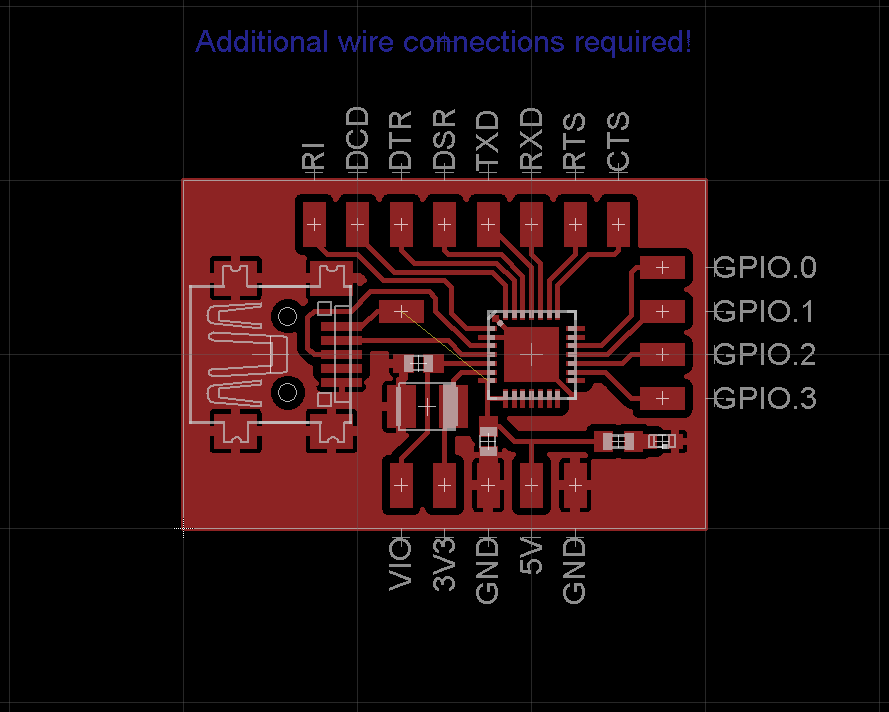 Additional wire connections required!
RI DCD DTR DSR TXD RXD RTS CTS
GPIO.0
GPIO.1
GPIO.2
GPIO.3
VIO 3V3 GND 5V GND